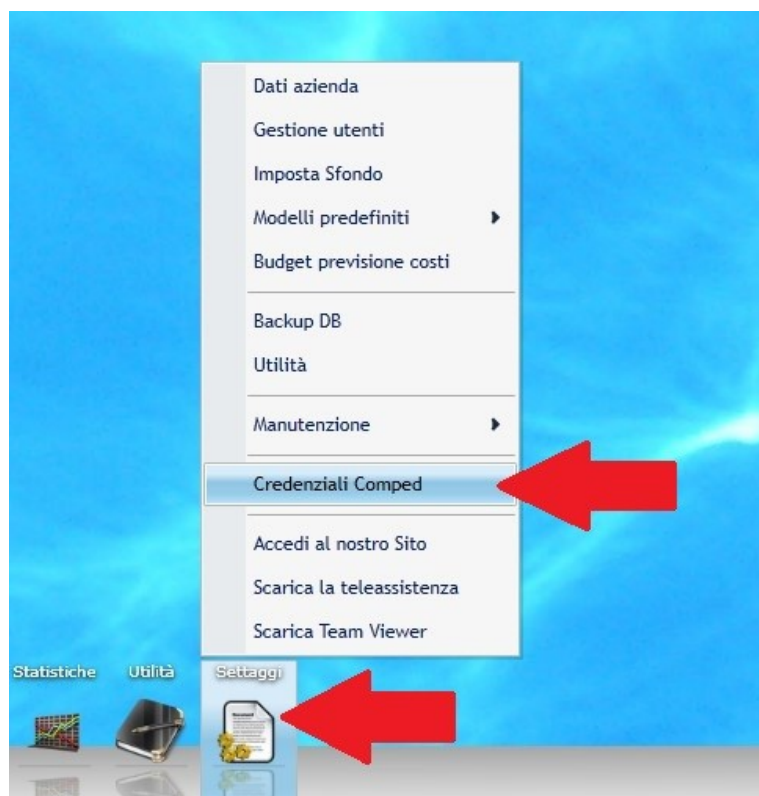 Dati azienda
Gestione utenti
Imposta Sfondo
Modelli predefiniti
Budget previsione costi
Backup DB
Utilità
Manutenzione
Credenziali Comped
Accedi al nostro Sito
Scarica la teleassistenza
Scarica Team Viewer
Statistiche Utilità Settaggi